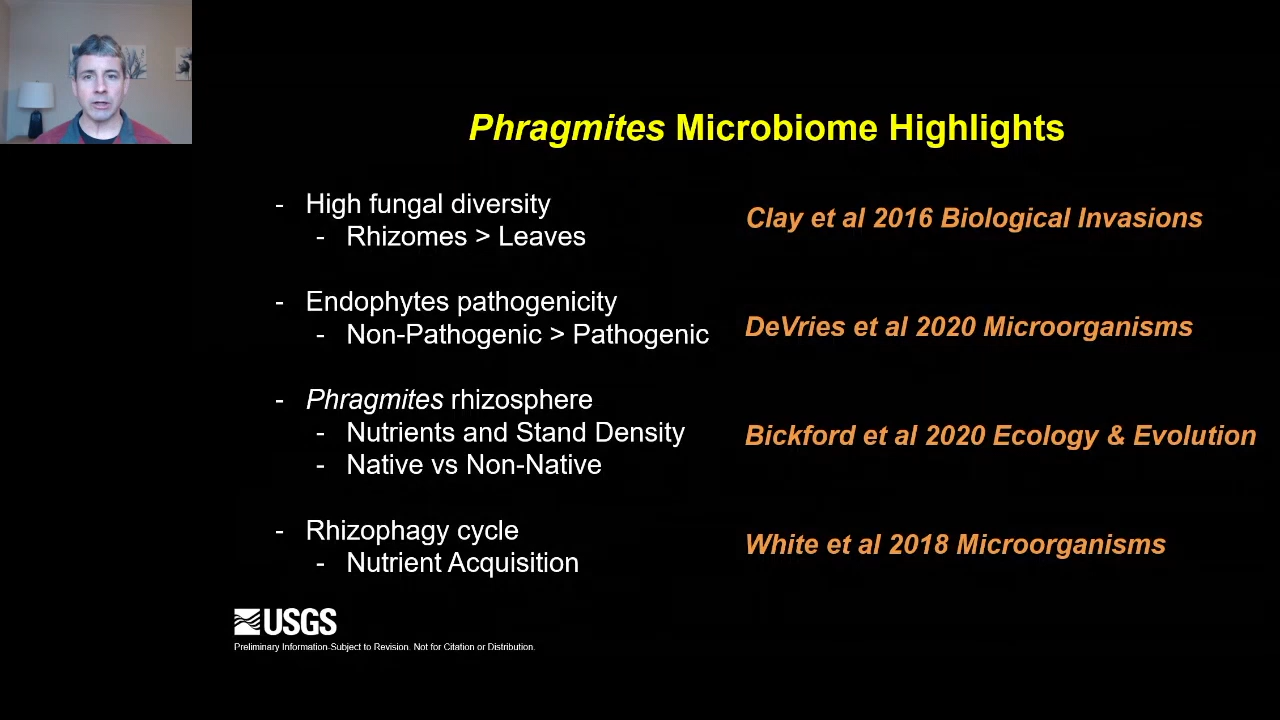 Phragmites Microbiome Highlights
- High fungal diversity
- Rhizomes > Leaves
Clay et al 2016 Biological Invasions
- Endophytes pathogenicity
- Non-Pathogenic > Pathogenic
DeVries et al 2020 Microorganisms
- Phragmites rhizosphere
- Nutrients and Stand Density
- Native vs Non-Native
Bickford et al 2020 Ecology & Evolution
- Rhizophagy cycle
- Nutrient Acquisition
White et al 2018 Microorganisms
USGS
Preliminary Information-Subject to Revision. Not for Citation or Distribution.